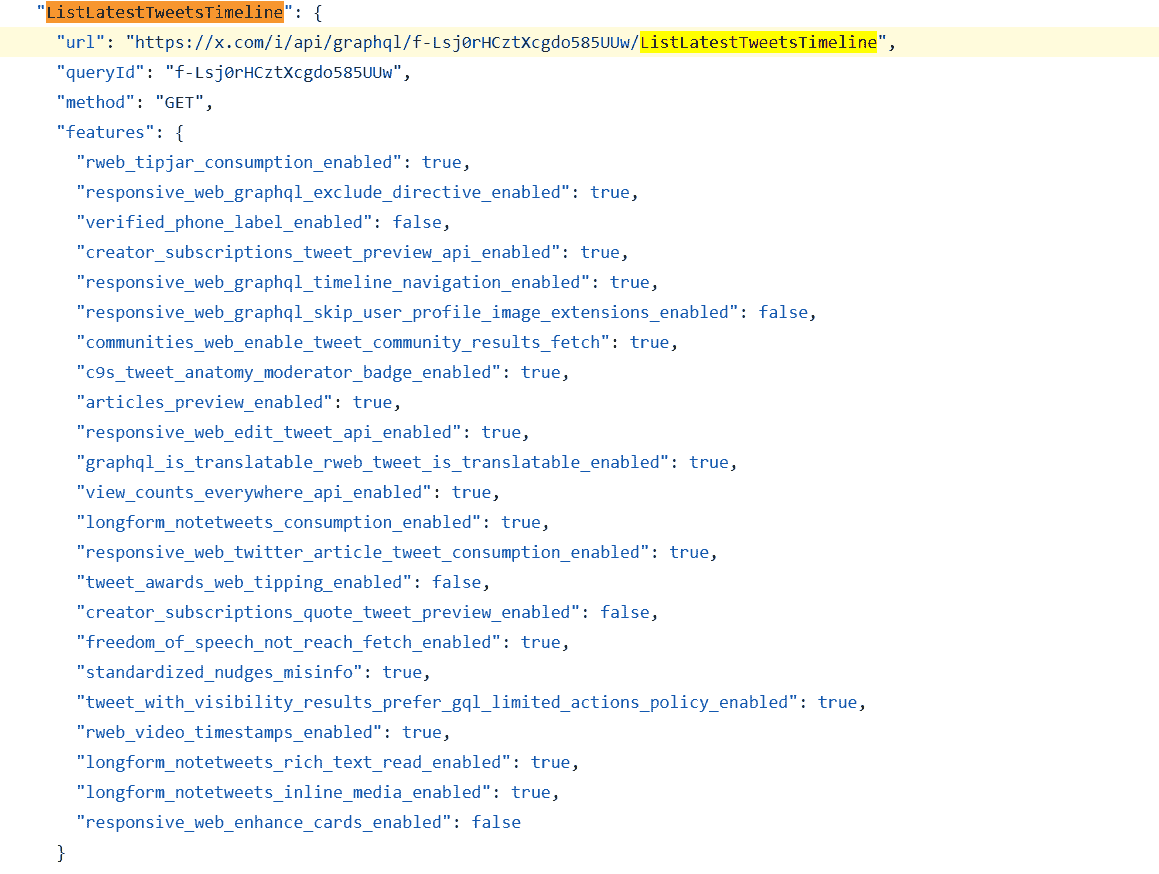 "ListLatestTweetsTimeline": {
"url": "https://x.com/i/api/graphql/f-Lsj0rHCztXcgdo585UUw/ListLatestTweetsTimeline",
"queryId": "f-Lsj0rHCztXcgdo585UUw",
"method": "GET",
"features": {
"rweb_tipjar_consumption_enabled": true,
"responsive_web_graphql_exclude_directive_enabled": true,
"verified_phone_label_enabled": false,
"creator_subscriptions_tweet_preview_api_enabled": true,
"responsive_web_graphql_timeline_navigation_enabled": true,
"responsive_web_graphql_skip_user_profile_image_extensions_enabled": false,
"communities_web_enable_tweet_community_results_fetch": true,
"c9s_tweet_anatomy_moderator_badge_enabled": true,
"articles_preview_enabled": true,
"responsive_web_edit_tweet_api_enabled": true,
"graphql_is_translatable_rweb_tweet_is_translatable_enabled": true,
"view_counts_everywhere_api_enabled": true,
"longform_notetweets_consumption_enabled": true,
"responsive_web_twitter_article_tweet_consumption_enabled": true,
"tweet_awards_web_tipping_enabled": false,
"creator_subscriptions_quote_tweet_preview_enabled": false,
"freedom_of_speech_not_reach_fetch_enabled": true,
"standardized_nudges_misinfo": true,
"tweet_with_visibility_results_prefer_gql_limited_actions_policy_enabled": true,
"rweb_video_timestamps_enabled": true,
"longform_notetweets_rich_text_read_enabled": true,
"longform_notetweets_inline_media_enabled": true,
"responsive_web_enhance_cards_enabled": false
}